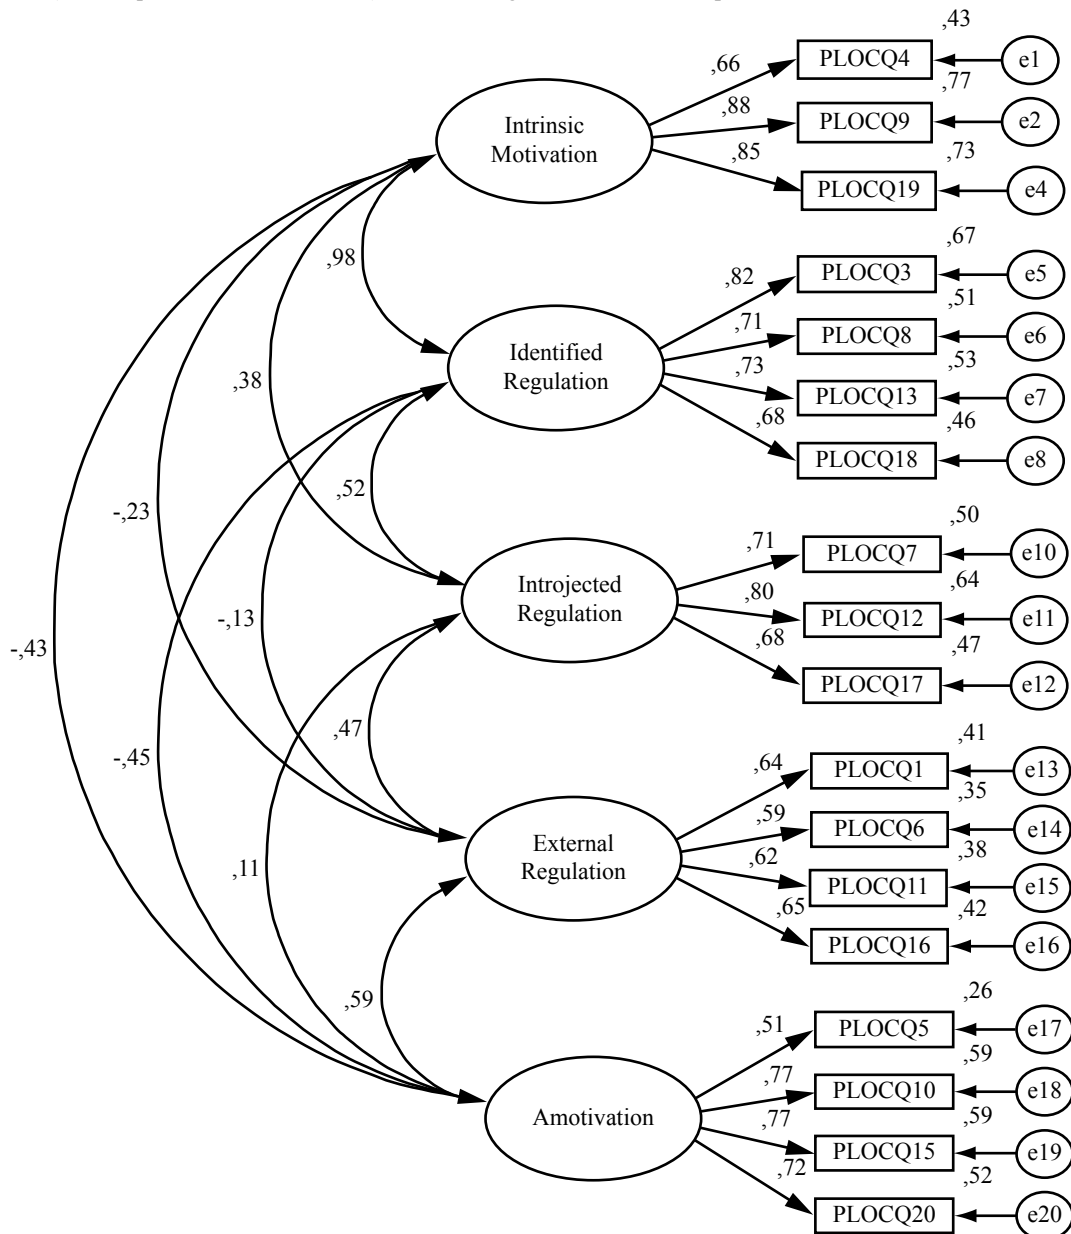 ,43
,66
PLOCQ4
e1
,77
,88
PLOCQ9
e2
Intrinsic
Motivation
,85
,73
PLOCQ19
e4
,98
,67
,82
PLOCQ3
e5
,51
,71
PLOCQ8
e6
Identified
Regulation
,73
,53
PLOCQ13
e7
,38
,68
,46
PLOCQ18
e8
,52
-,23
,50
,71
PLOCQ7
e10
,80
,64
PLOCQ12
e11
Introjected
Regulation
-,13
,68
,47
PLOCQ17
e12
-,43
,47
-,45
,41
,64
PLOCQ1
e13
,35
,59
PLOCQ6
e14
External
Regulation
,62
,38
PLOCQ11
e15
,11
,65
,42
PLOCQ16
e16
,59
,26
,51
PLOCQ5
e17
,59
,77
PLOCQ10
e18
Amotivation
,77
,59
PLOCQ15
e19
,72
,52
PLOCQ20
e20